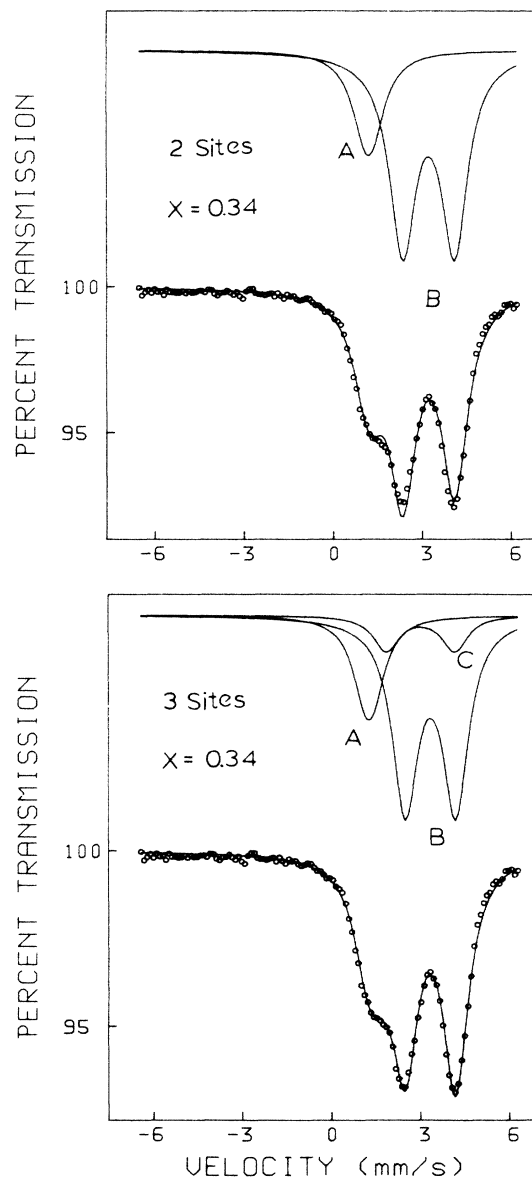 PERCENT TRANSMISSION
2 Sites
X = 0.34
A
B
100
95
-6 -3 0 3 6
PERCENT TRANSMISSION
3 Sites
X = 0.34
A
C
B
100
95
-6 -3 0 3 6
VELOCITY (mm/s)